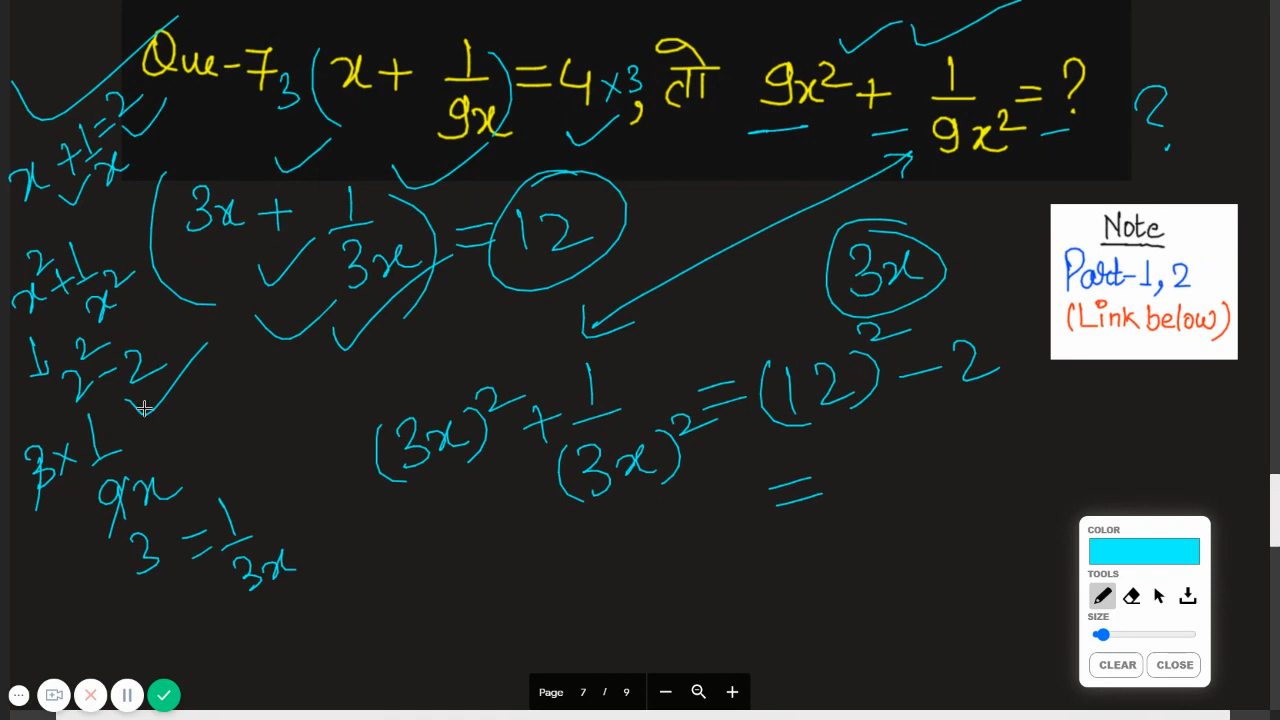 Que-7 3(x + 1/9x) = 4 ×3, तो 9x² + 1/9x² = ? ?
x + 1/x = 2
(3x + 1/3x) = 12
3x
x² + 1/x²
2² - 2
(3x)² + 1/(3x)² = (12)² - 2
=
3 × 1/9x
3 = 1/3x
Note
Part-1, 2
(Link below)
COLOR
TOOLS
SIZE
CLEAR CLOSE
Page 7 / 9